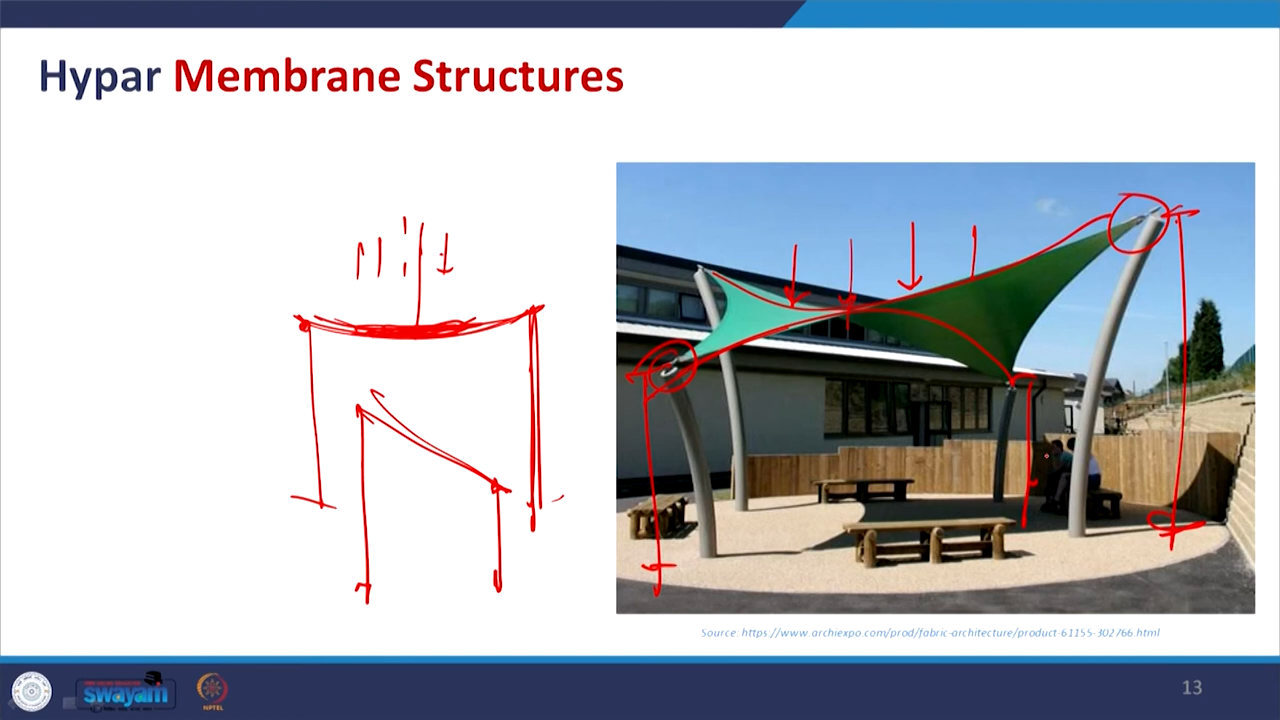 Hypar Membrane Structures
Source: https://www.archiexpo.com/prod/fabric-architecture/product-61155-302766.html
swayam
NPTEL
13